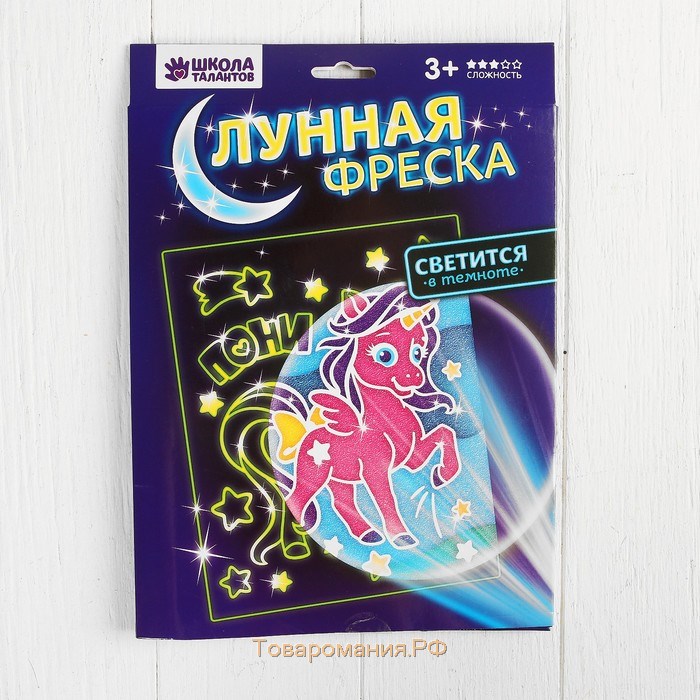 ШКОЛА
ТАЛАНТОВ
3+
СЛОЖНОСТЬ
ЛУННАЯ
ФРЕСКА
СВЕТИТСЯ
• в темноте •
ПОНИ
Товаромания.РФ